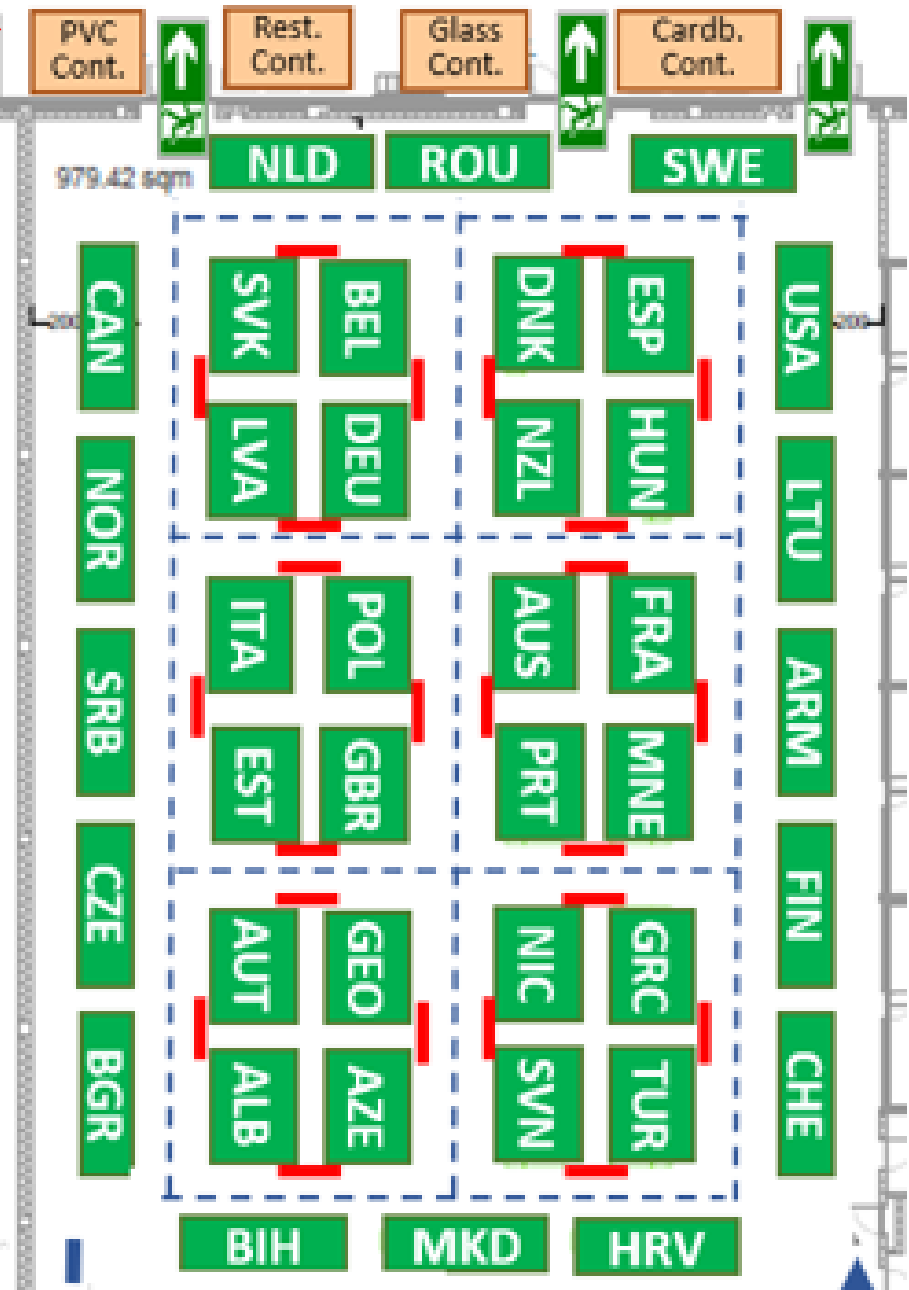 PVC
Cont.
Rest.
Cont.
Glass
Cont.
Cardb.
Cont.
NLD
ROU
SWE
979.42 sqm
CAN
SVK
BEL
DNK
ESP
USA
200
200
LVA
DEU
NZL
HUN
NOR
LTU
ITA
POL
AUS
FRA
SRB
ARM
EST
GBR
PRT
MNE
CZE
FIN
AUT
GEO
NIC
GRC
BGR
ALB
AZE
SVN
TUR
CHE
BIH
MKD
HRV